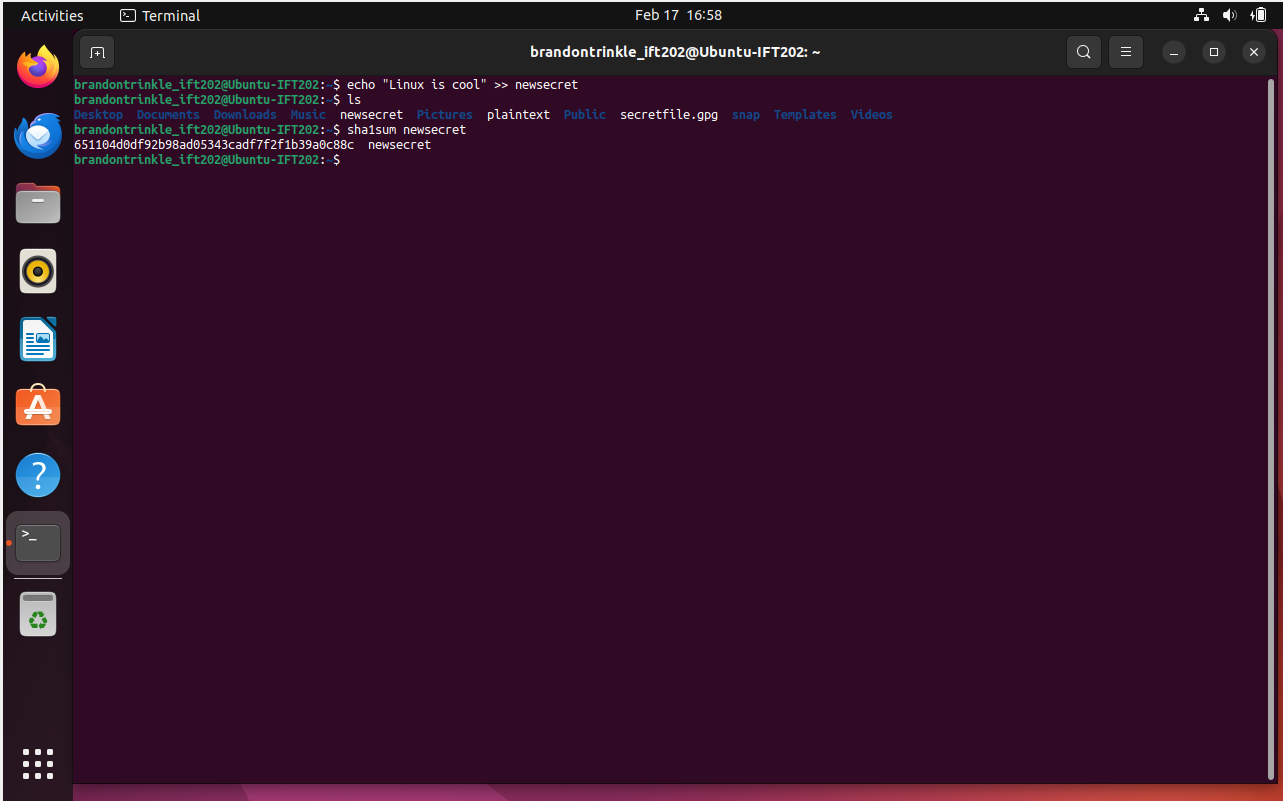 Activities Terminal Feb 17 16:58
brandontrinkle_ift202@Ubuntu-IFT202: ~
brandontrinkle_ift202@Ubuntu-IFT202:~$ echo "Linux is cool" >> newsecret
brandontrinkle_ift202@Ubuntu-IFT202:~$ ls
Desktop Documents Downloads Music newsecret Pictures plaintext Public secretfile.gpg snap Templates Videos
brandontrinkle_ift202@Ubuntu-IFT202:~$ sha1sum newsecret
651104d0df92b98ad05343cadf7f2f1b39a0c88c  newsecret
brandontrinkle_ift202@Ubuntu-IFT202:~$